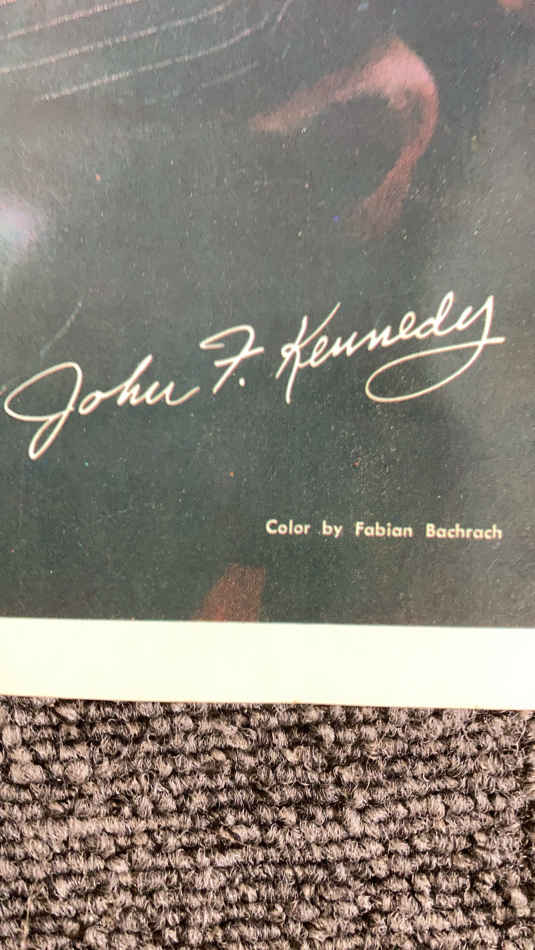 John F. Kennedy
Color by Fabian Bachrach